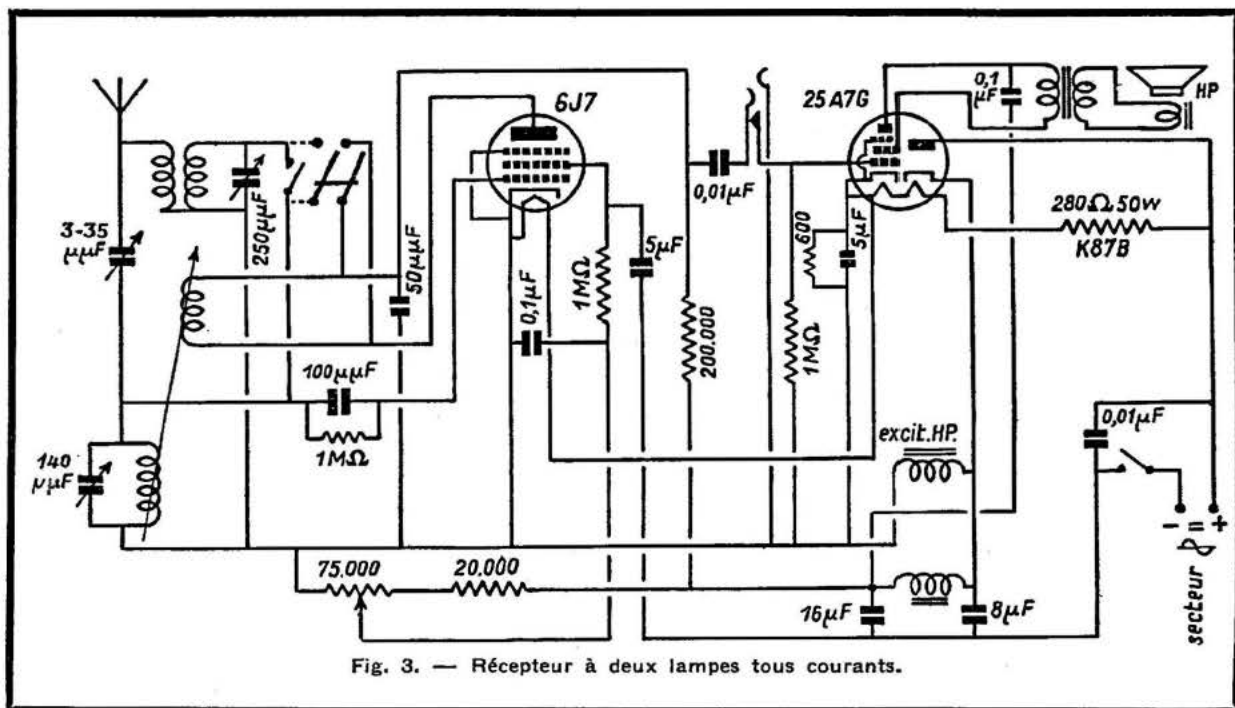 6J7
25A7G
0,1
µF
HP
3-35
µµF
250µµF
50µµF
5µF
0,01µF
600
5µF
280Ω 50w
K87B
0,1µF
1MΩ
200.000
1MΩ
100µµF
1MΩ
excit.HP.
0,01µF
140
µµF
- = +
secteur
75.000
20.000
16µF
8µF
Fig. 3. — Récepteur à deux lampes tous courants.